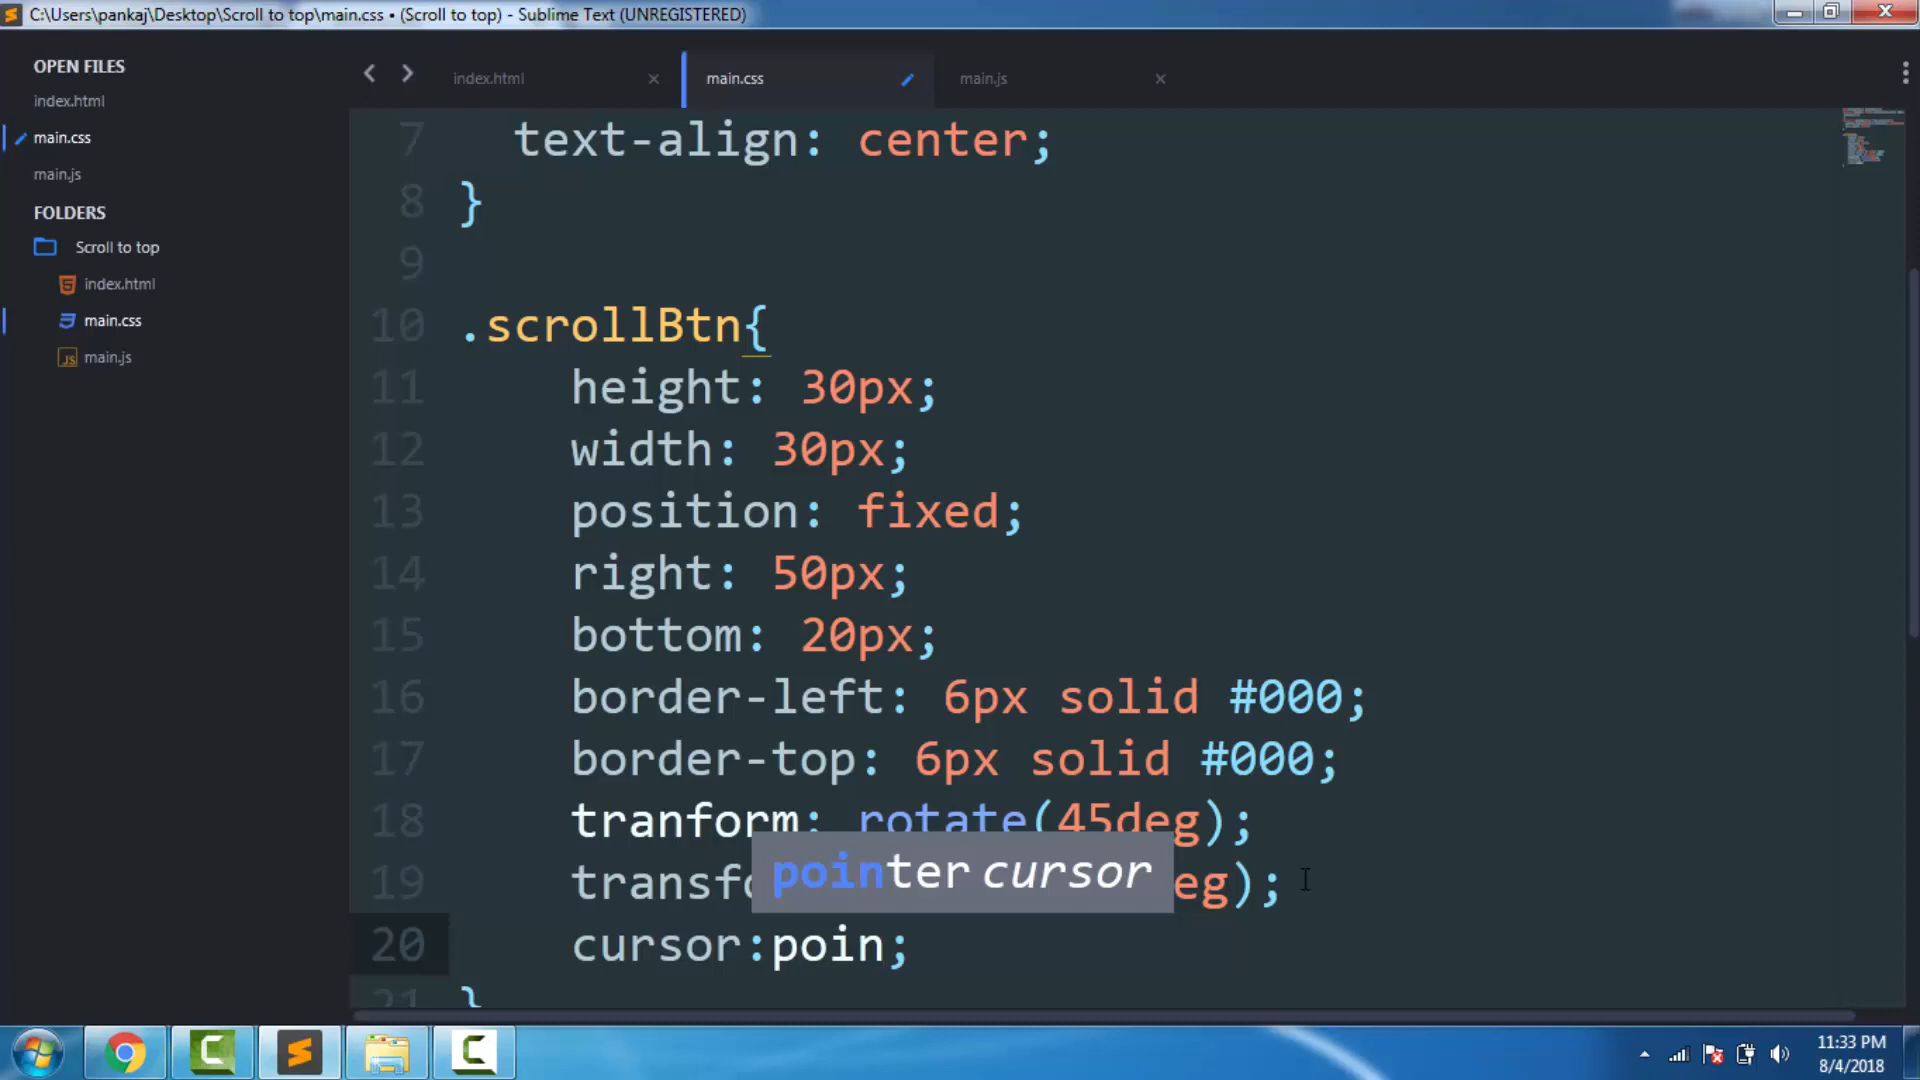 C:\Users\pankaj\Desktop\Scroll to top\main.css • (Scroll to top) - Sublime Text (UNREGISTERED)
OPEN FILES
index.html
main.css
main.js
FOLDERS
Scroll to top
index.html
main.css
main.js
index.html
main.css
main.js
7 text-align: center;
8 }
9
10 .scrollBtn{
11 height: 30px;
12 width: 30px;
13 position: fixed;
14 right: 50px;
15 bottom: 20px;
16 border-left: 6px solid #000;
17 border-top: 6px solid #000;
18 tranform: rotate(45deg);
pointer cursor
19 transfo eg);
20 cursor:poin;
21 }
11:33 PM
8/4/2018